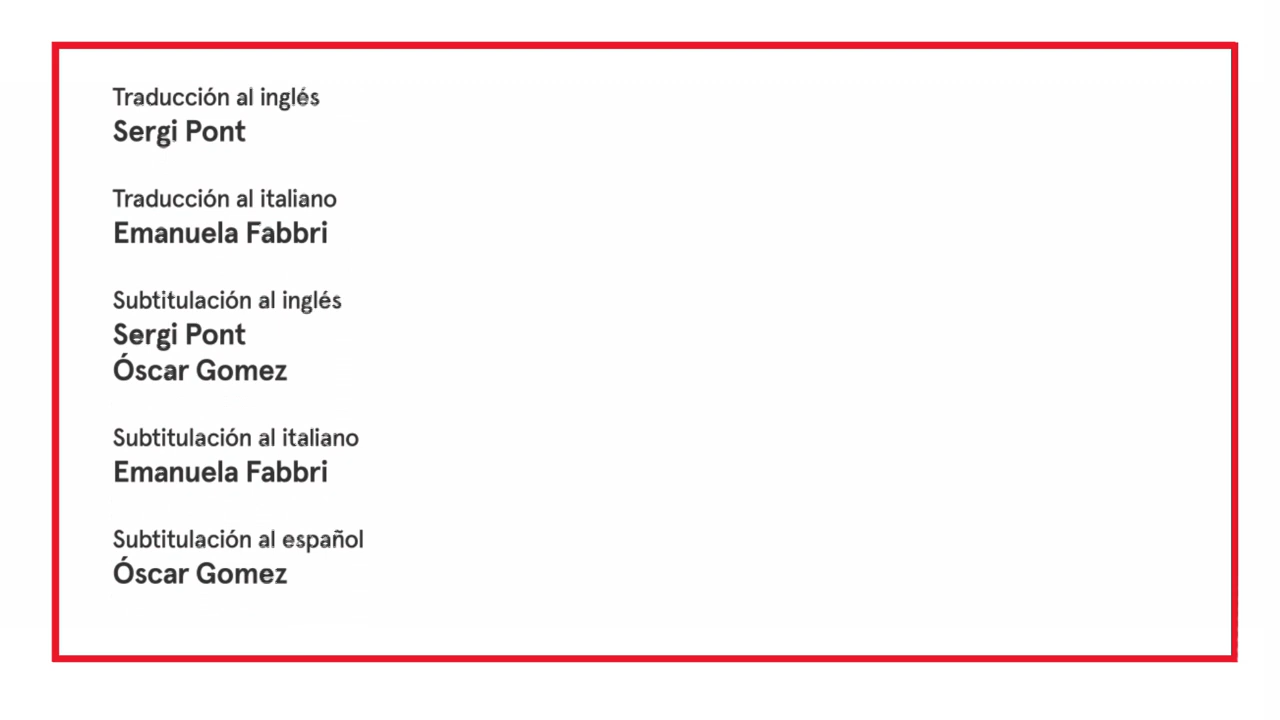 Traducción al inglés
Sergi Pont
Traducción al italiano
Emanuela Fabbri
Subtitulación al inglés
Sergi Pont
Óscar Gomez
Subtitulación al italiano
Emanuela Fabbri
Subtitulación al español
Óscar Gomez